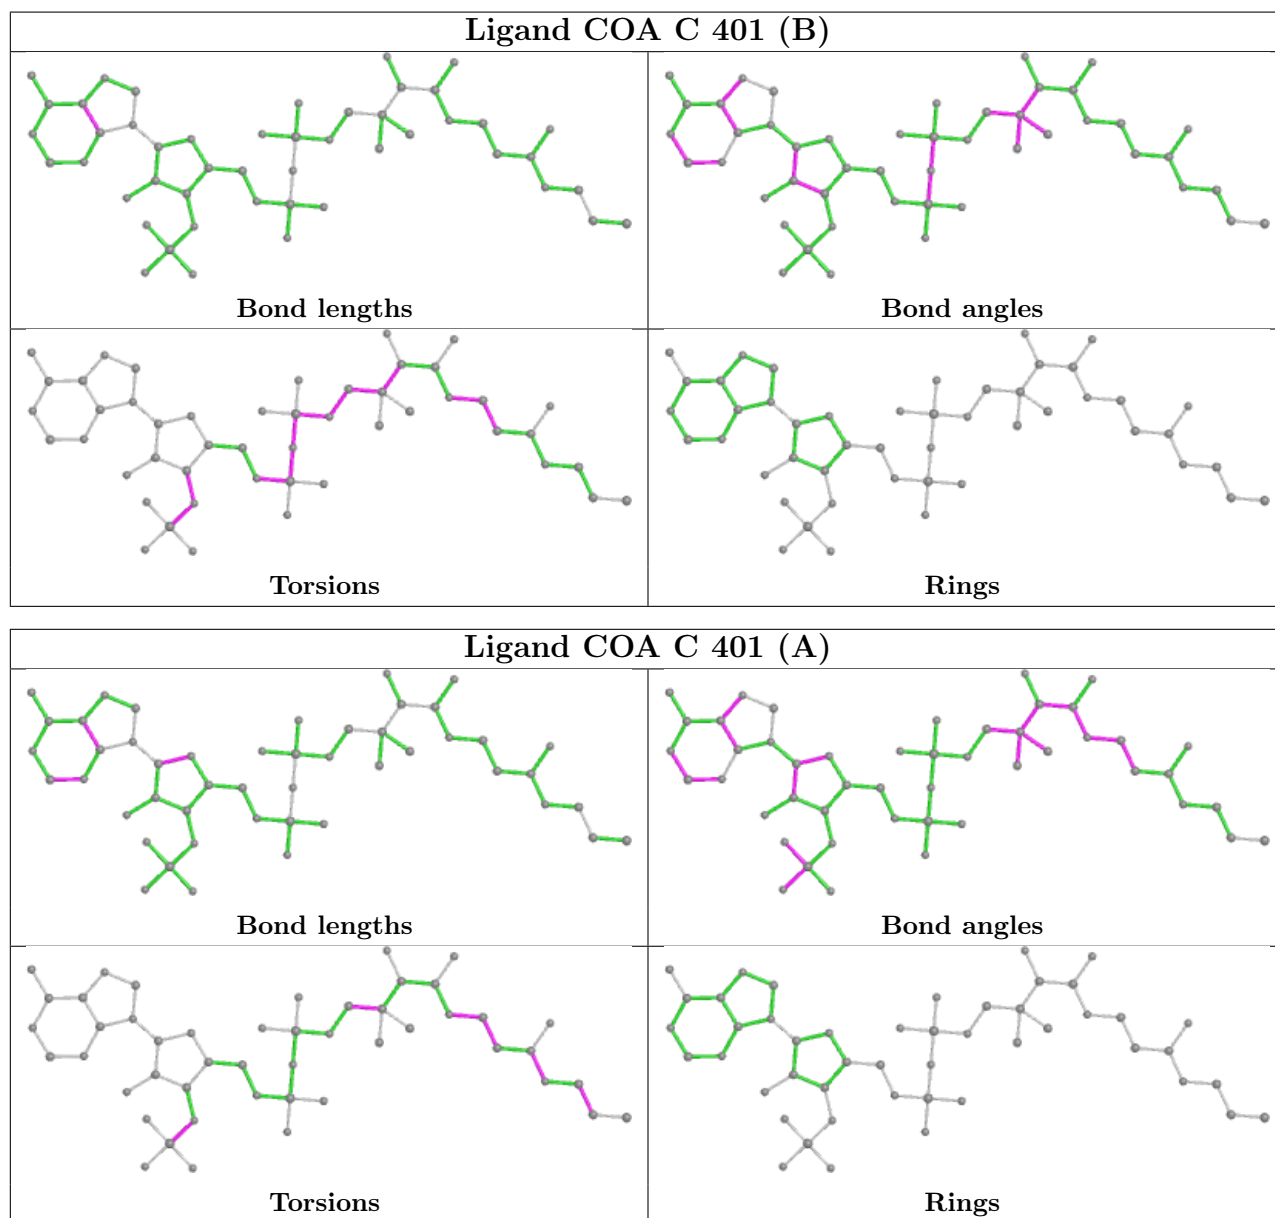 Ligand COA C 401 (B)
Bond lengths
Bond angles
Torsions
Rings
Ligand COA C 401 (A)
Bond lengths
Bond angles
Torsions
Rings